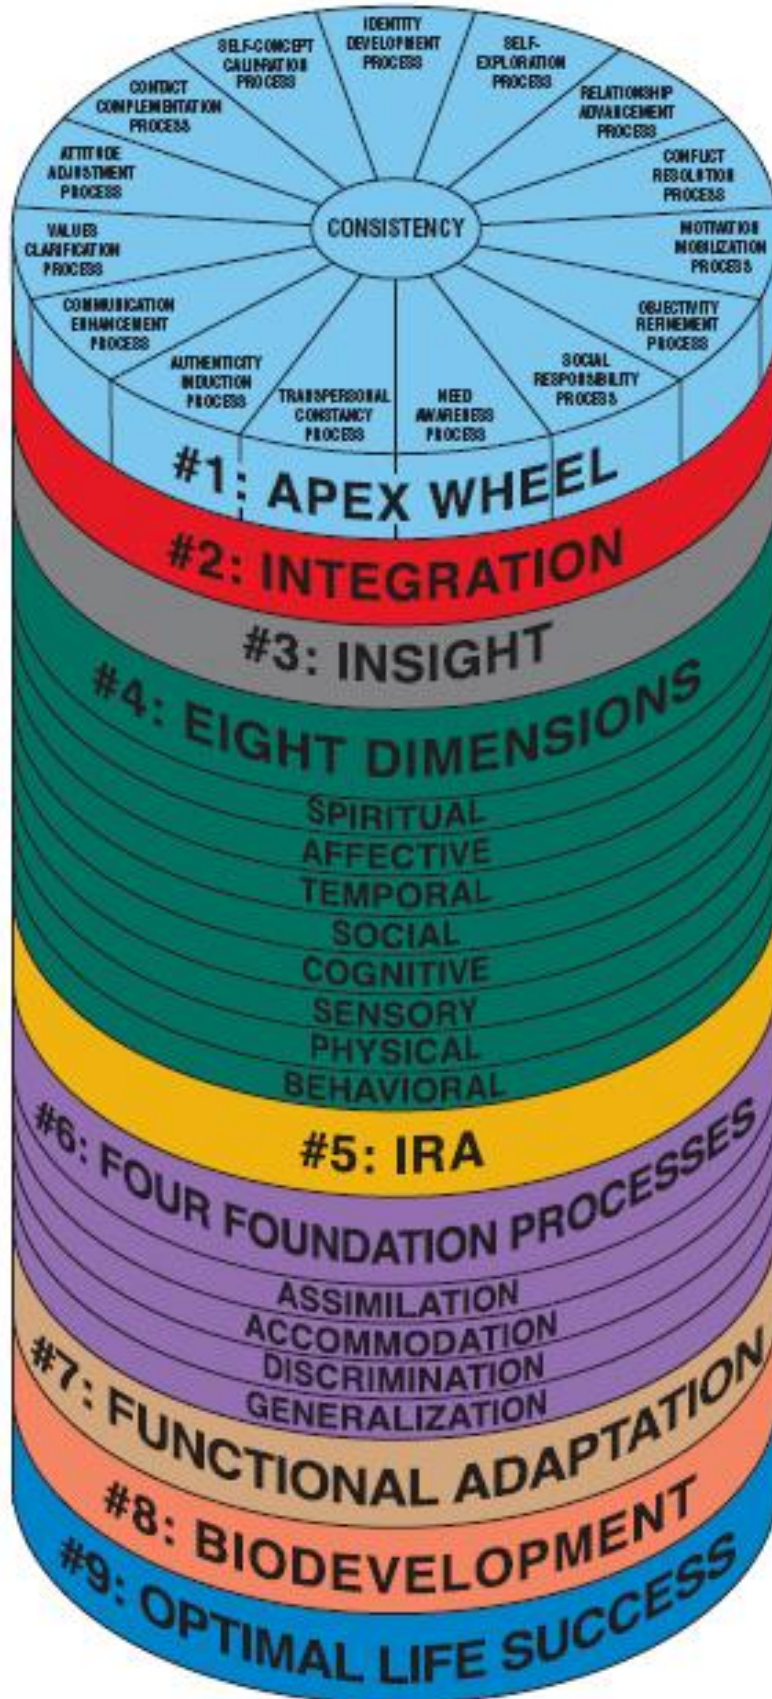 IDENTITY
DEVELOPMENT
PROCESS
SELF-
EXPLORATION
PROCESS
RELATIONSHIP
ADVANCEMENT
PROCESS
CONFLICT
RESOLUTION
PROCESS
MOTIVATION
MOBILIZATION
PROCESS
OBJECTIVITY
REFINEMENT
PROCESS
SOCIAL
RESPONSIBILITY
PROCESS
NEED
AWARENESS
PROCESS
TRANSPERSONAL
CONSTANCY
PROCESS
AUTHENTICITY
INDUCTION
PROCESS
COMMUNICATION
ENHANCEMENT
PROCESS
VALUES
CLARIFICATION
PROCESS
ATTITUDE
ADJUSTMENT
PROCESS
CONTACT
COMPLEMENTATION
PROCESS
SELF-CONCEPT
CALIBRATION
PROCESS
CONSISTENCY
#1: APEX WHEEL
#2: INTEGRATION
#3: INSIGHT
#4: EIGHT DIMENSIONS
SPIRITUAL
AFFECTIVE
TEMPORAL
SOCIAL
COGNITIVE
SENSORY
PHYSICAL
BEHAVIORAL
#5: IRA
#6: FOUR FOUNDATION PROCESSES
ASSIMILATION
ACCOMMODATION
DISCRIMINATION
GENERALIZATION
#7: FUNCTIONAL ADAPTATION
#8: BIODEVELOPMENT
#9: OPTIMAL LIFE SUCCESS